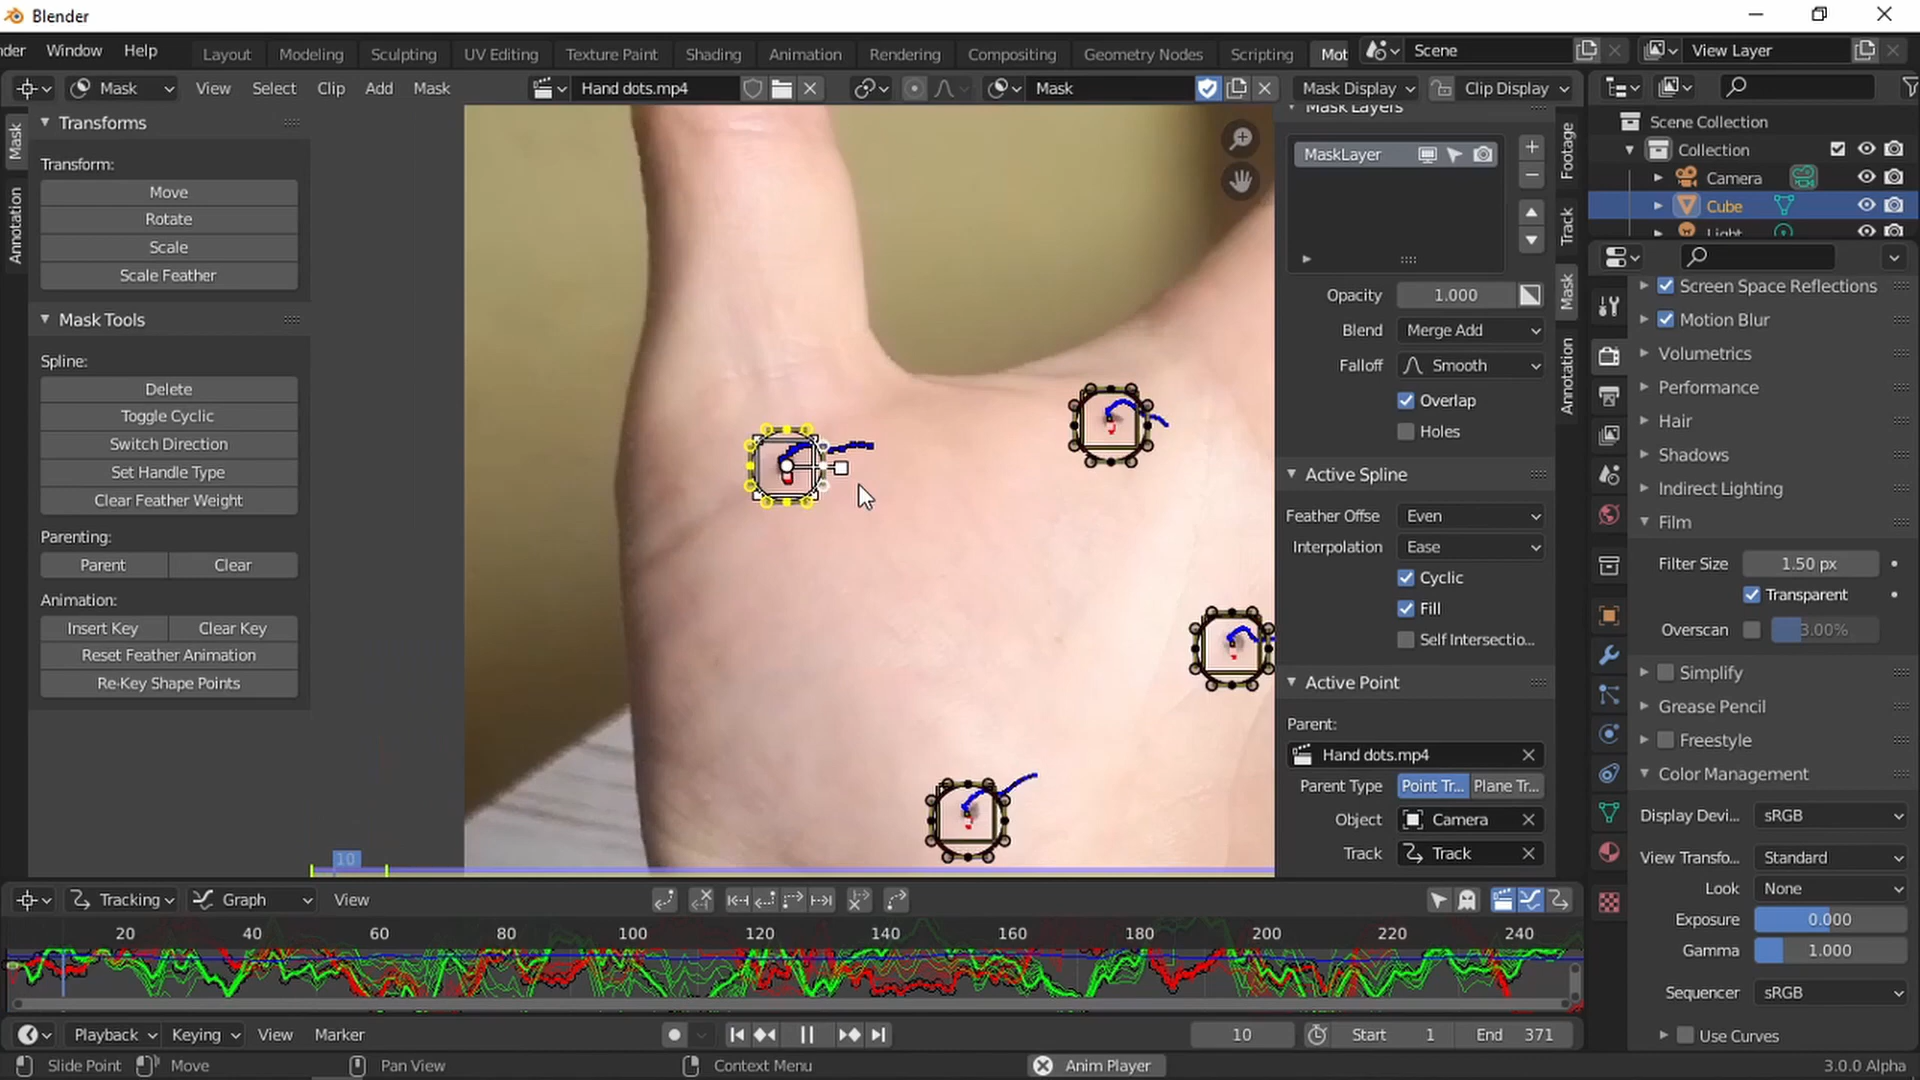 Blender
nder Window Help Layout Modeling Sculpting UV Editing Texture Paint Shading Animation Rendering Compositing Geometry Nodes Scripting Mot Scene View Layer
Mask View Select Clip Add Mask Hand dots.mp4 Mask Mask Display Clip Display
Transforms
Transform:
Move
Rotate
Scale
Scale Feather
Mask Tools
Spline:
Delete
Toggle Cyclic
Switch Direction
Set Handle Type
Clear Feather Weight
Parenting:
Parent Clear
Animation:
Insert Key Clear Key
Reset Feather Animation
Re-Key Shape Points
Mask
Annotation
Mask Layers
MaskLayer
Opacity 1.000
Blend Merge Add
Falloff Smooth
Overlap
Holes
Active Spline
Feather Offse Even
Interpolation Ease
Cyclic
Fill
Self Intersectio...
Active Point
Parent:
Hand dots.mp4
Parent Type Point Tr... Plane Tr...
Object Camera
Track Track
Footage
Track
Mask
Annotation
Scene Collection
Collection
Camera
Cube
Light
Screen Space Reflections
Motion Blur
Volumetrics
Performance
Hair
Shadows
Indirect Lighting
Film
Filter Size 1.50 px
Transparent
Overscan 3.00%
Simplify
Grease Pencil
Freestyle
Color Management
Display Devi... sRGB
View Transfo... Standard
Look None
Exposure 0.000
Gamma 1.000
Sequencer sRGB
Use Curves
10
Tracking Graph View
20 40 60 80 100 120 140 160 180 200 220 240
Playback Keying View Marker 10 Start 1 End 371
Slide Point Move Pan View Context Menu Anim Player 3.0.0 Alpha